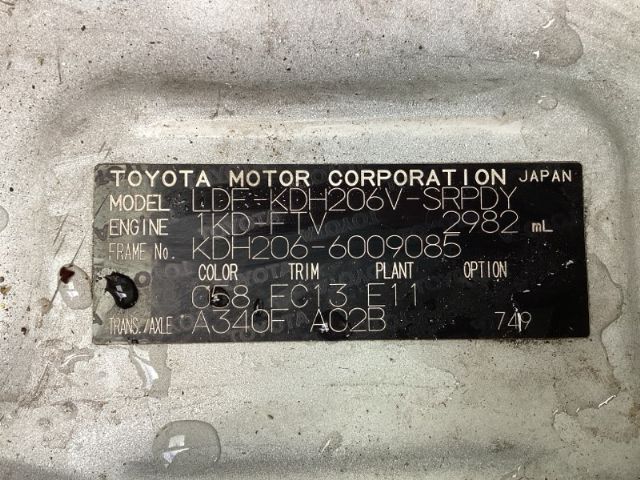 TOYOTA MOTOR CORPORATION JAPAN
MODEL LDF-KDH206V-SRPDY
ENGINE 1KD-FTV 2982 mL
FRAME No. KDH206-6009085
COLOR TRIM PLANT OPTION
058 FC13 E11
TRANS./AXLE A340F A02B 749